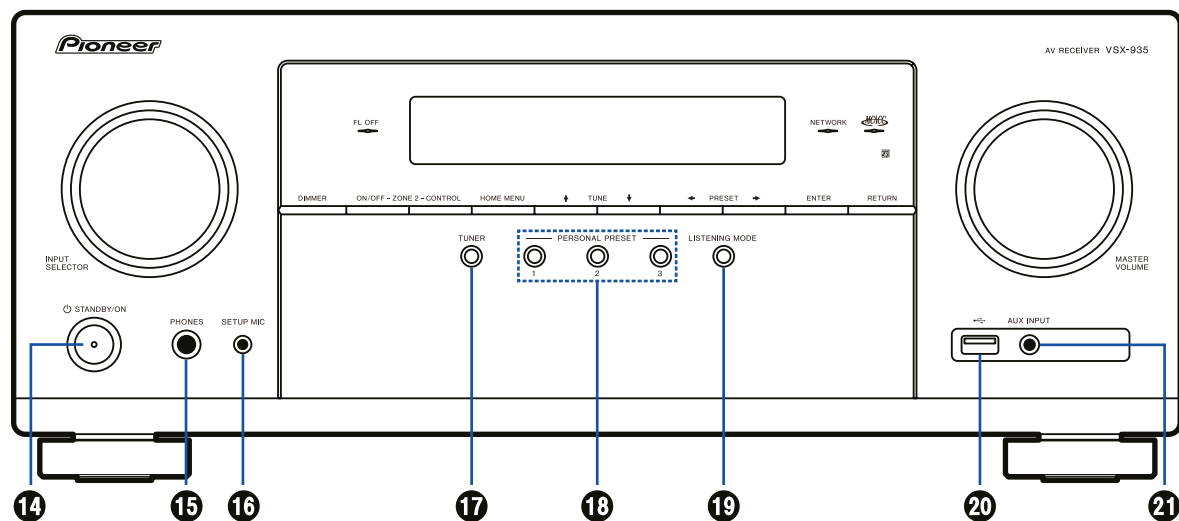 Pioneer
AV RECEIVER VSX-935
FL OFF
NETWORK
MCACC
DIMMER
ON/OFF - ZONE 2 - CONTROL
HOME MENU
TUNE
PRESET
ENTER
RETURN
TUNER
PERSONAL PRESET
LISTENING MODE
1
2
3
INPUT
SELECTOR
MASTER
VOLUME
STANDBY/ON
PHONES
SETUP MIC
AUX INPUT
14
15
16
17
18
19
20
21